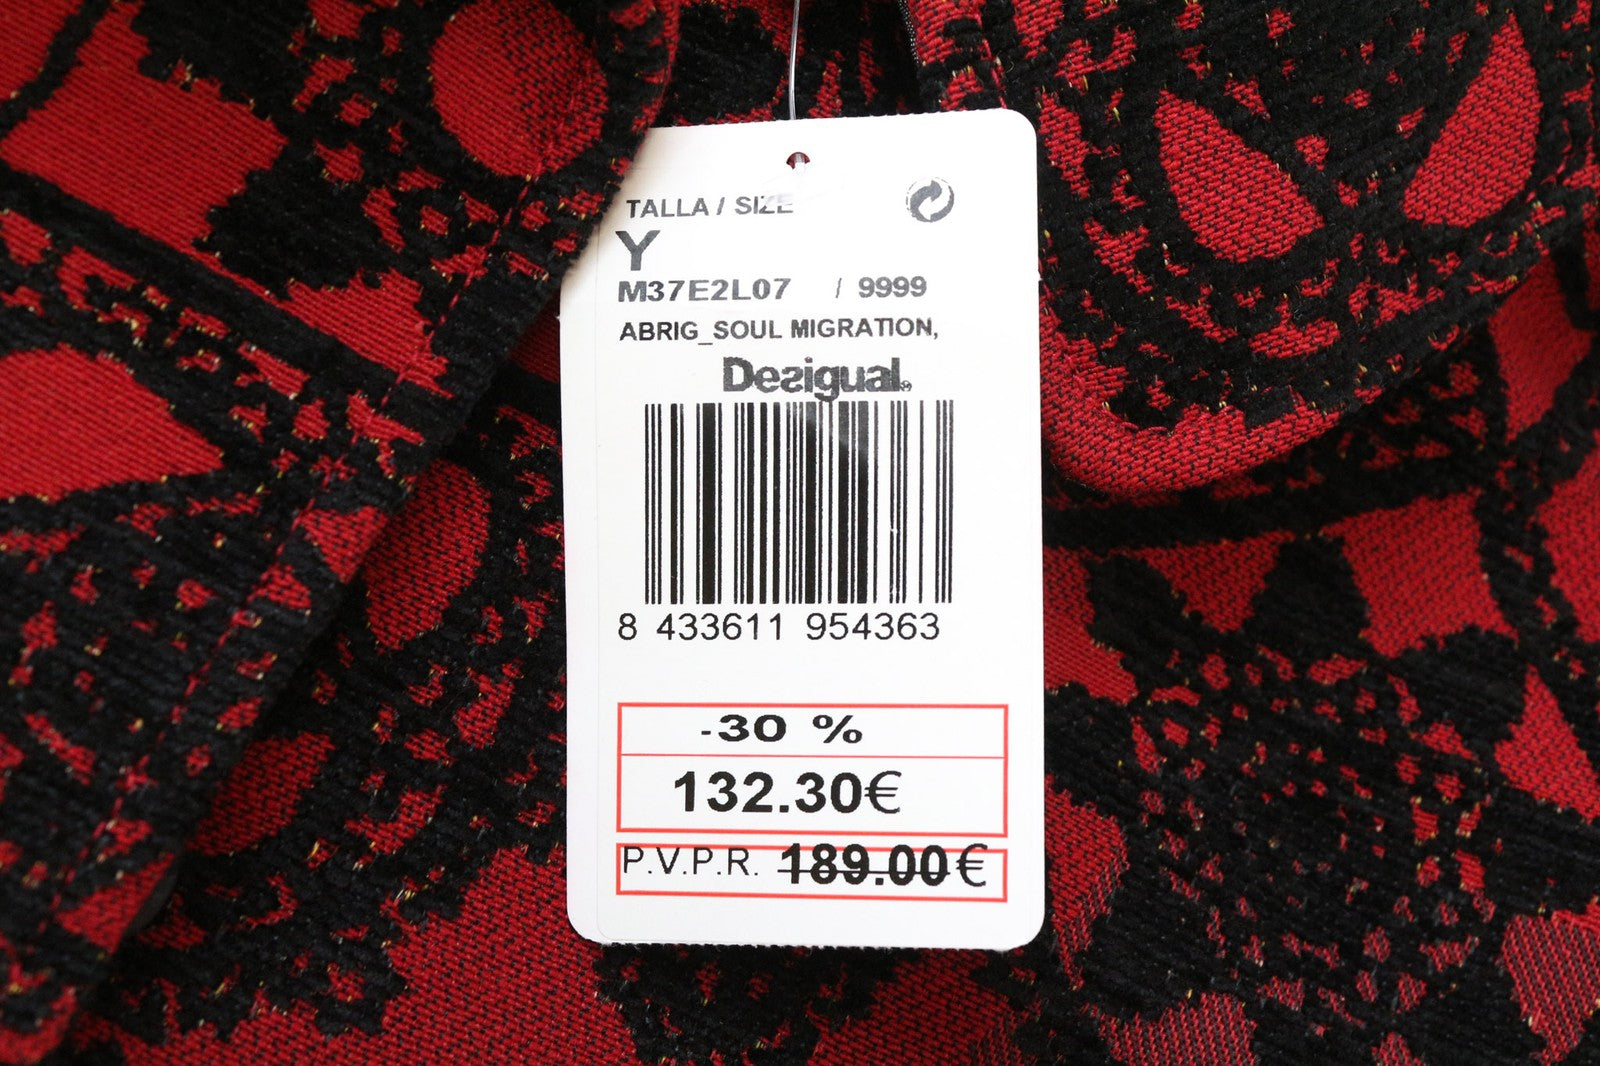 TALLA / SIZE
Y
M37E2L07 / 9999
ABRIG_SOUL MIGRATION,
Desigual®
8 433611 954363
-30 %
132.30€
P.V.P.R. 189.00€